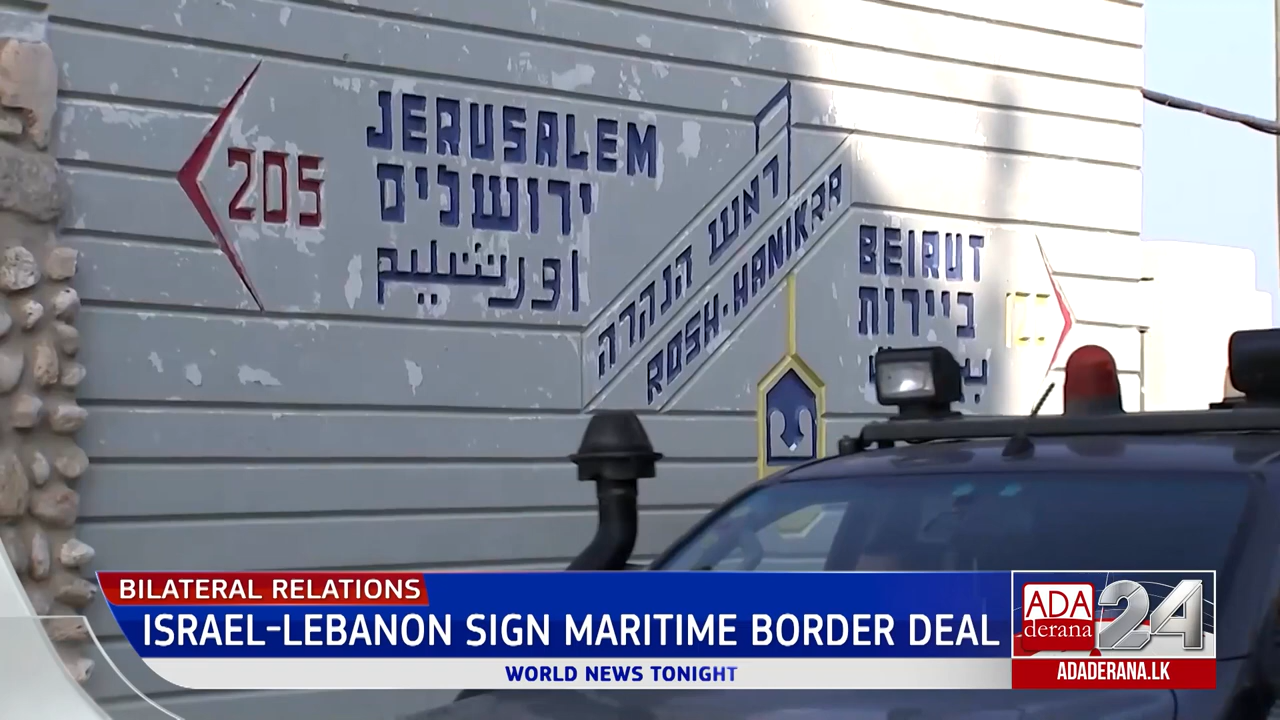 JERUSALEM
205
ירושלים
اورشليم
ראש הנהרה
ROSH-HANIKRA
BEIRUT
ביירות
BILATERAL RELATIONS
ISRAEL-LEBANON SIGN MARITIME BORDER DEAL
WORLD NEWS TONIGHT
ADA
derana
24
ADADERANA.LK